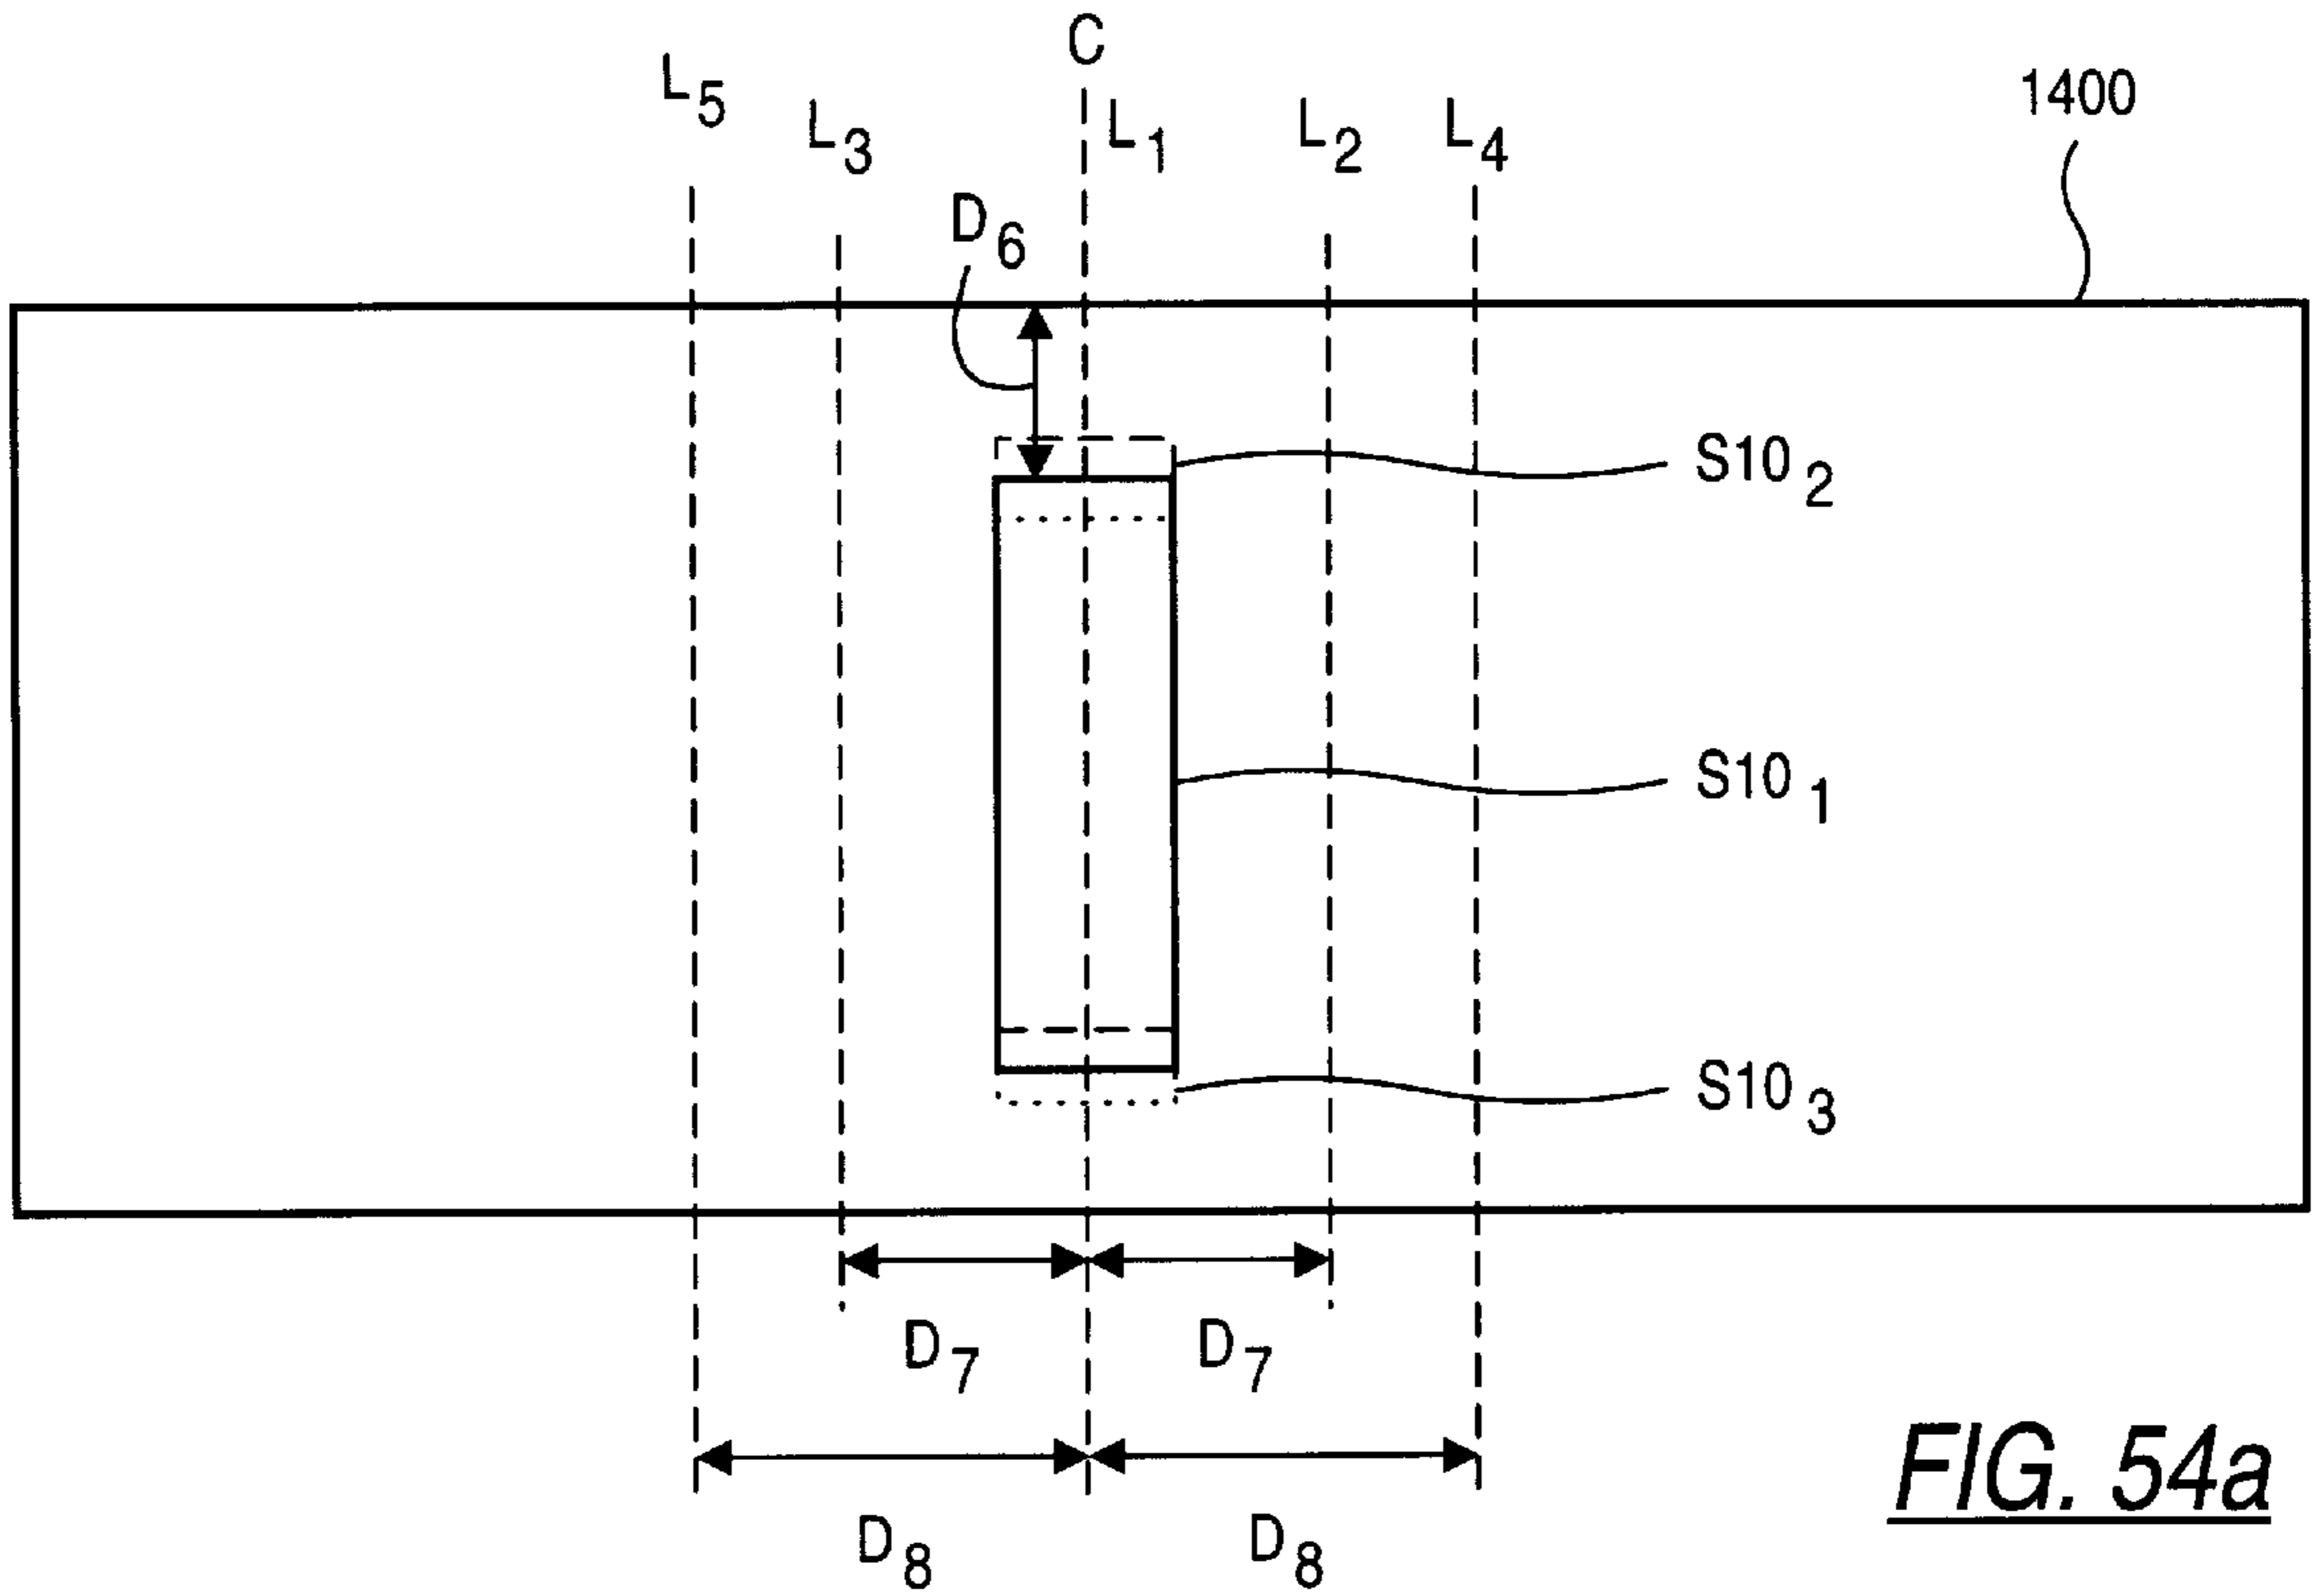 C
L5 L3 L1 L2 L4 1400
D6
S10 2
S10 1
S10 3
D7 D7
D8 D8
FIG. 54a